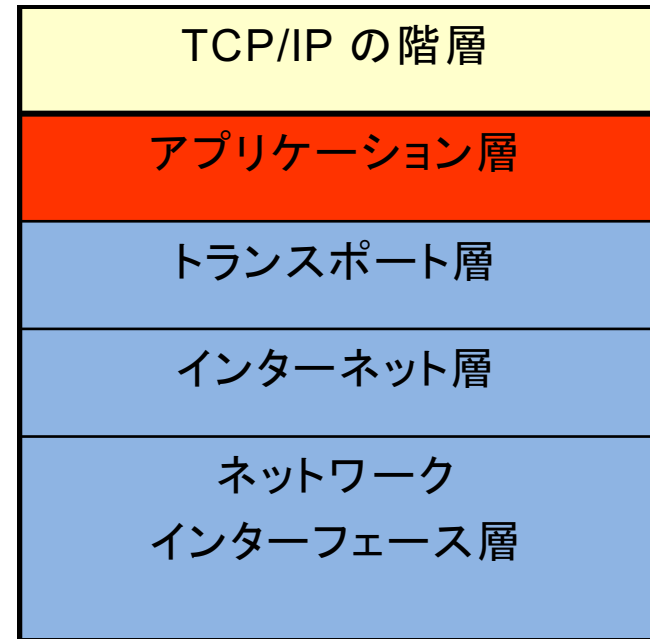 TCP/IP の階層
アプリケーション層
トランスポート層
インターネット層
ネットワーク
インターフェース層